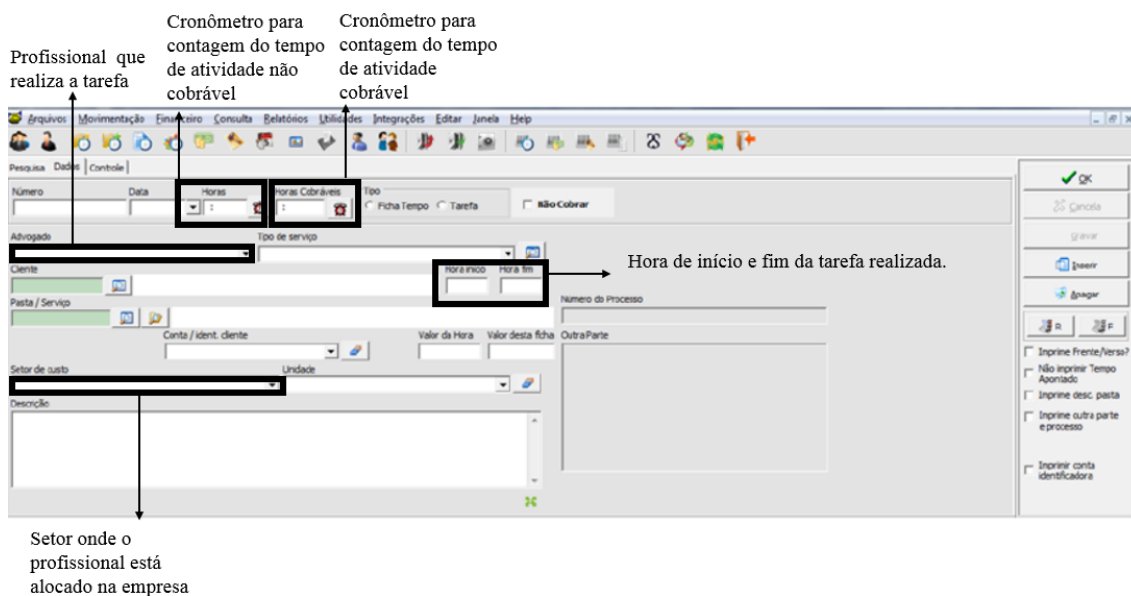 Cronômetro para
contagem do tempo
de atividade não
cobrável
Cronômetro para
contagem do tempo
de atividade
cobrável
Profissional que
realiza a tarefa
Arquivos Movimentação Financeiro Consulta Relatórios Utilidades Integrações Editar Janela Help
Pesquisa Dados Controle
Número Data Horas Horas Cobráveis Tipo
: : Ficha Tempo Tarefa Não Cobrar
Advogado Tipo de serviço
Cliente Hora início Hora fim
Hora de início e fim da tarefa realizada.
Pasta / Serviço Número do Processo
Conta / ident. cliente Valor da Hora Valor desta ficha Outra Parte
Setor de custo Unidade
Descrição
OK
Cancela
Gravar
Inserir
Apagar
R F
Imprime Frente/Verso?
Não imprimir Tempo
Apontado
Imprime desc. pasta
Imprime outra parte
e processo
Imprimir conta
identificadora
Setor onde o
profissional está
alocado na empresa